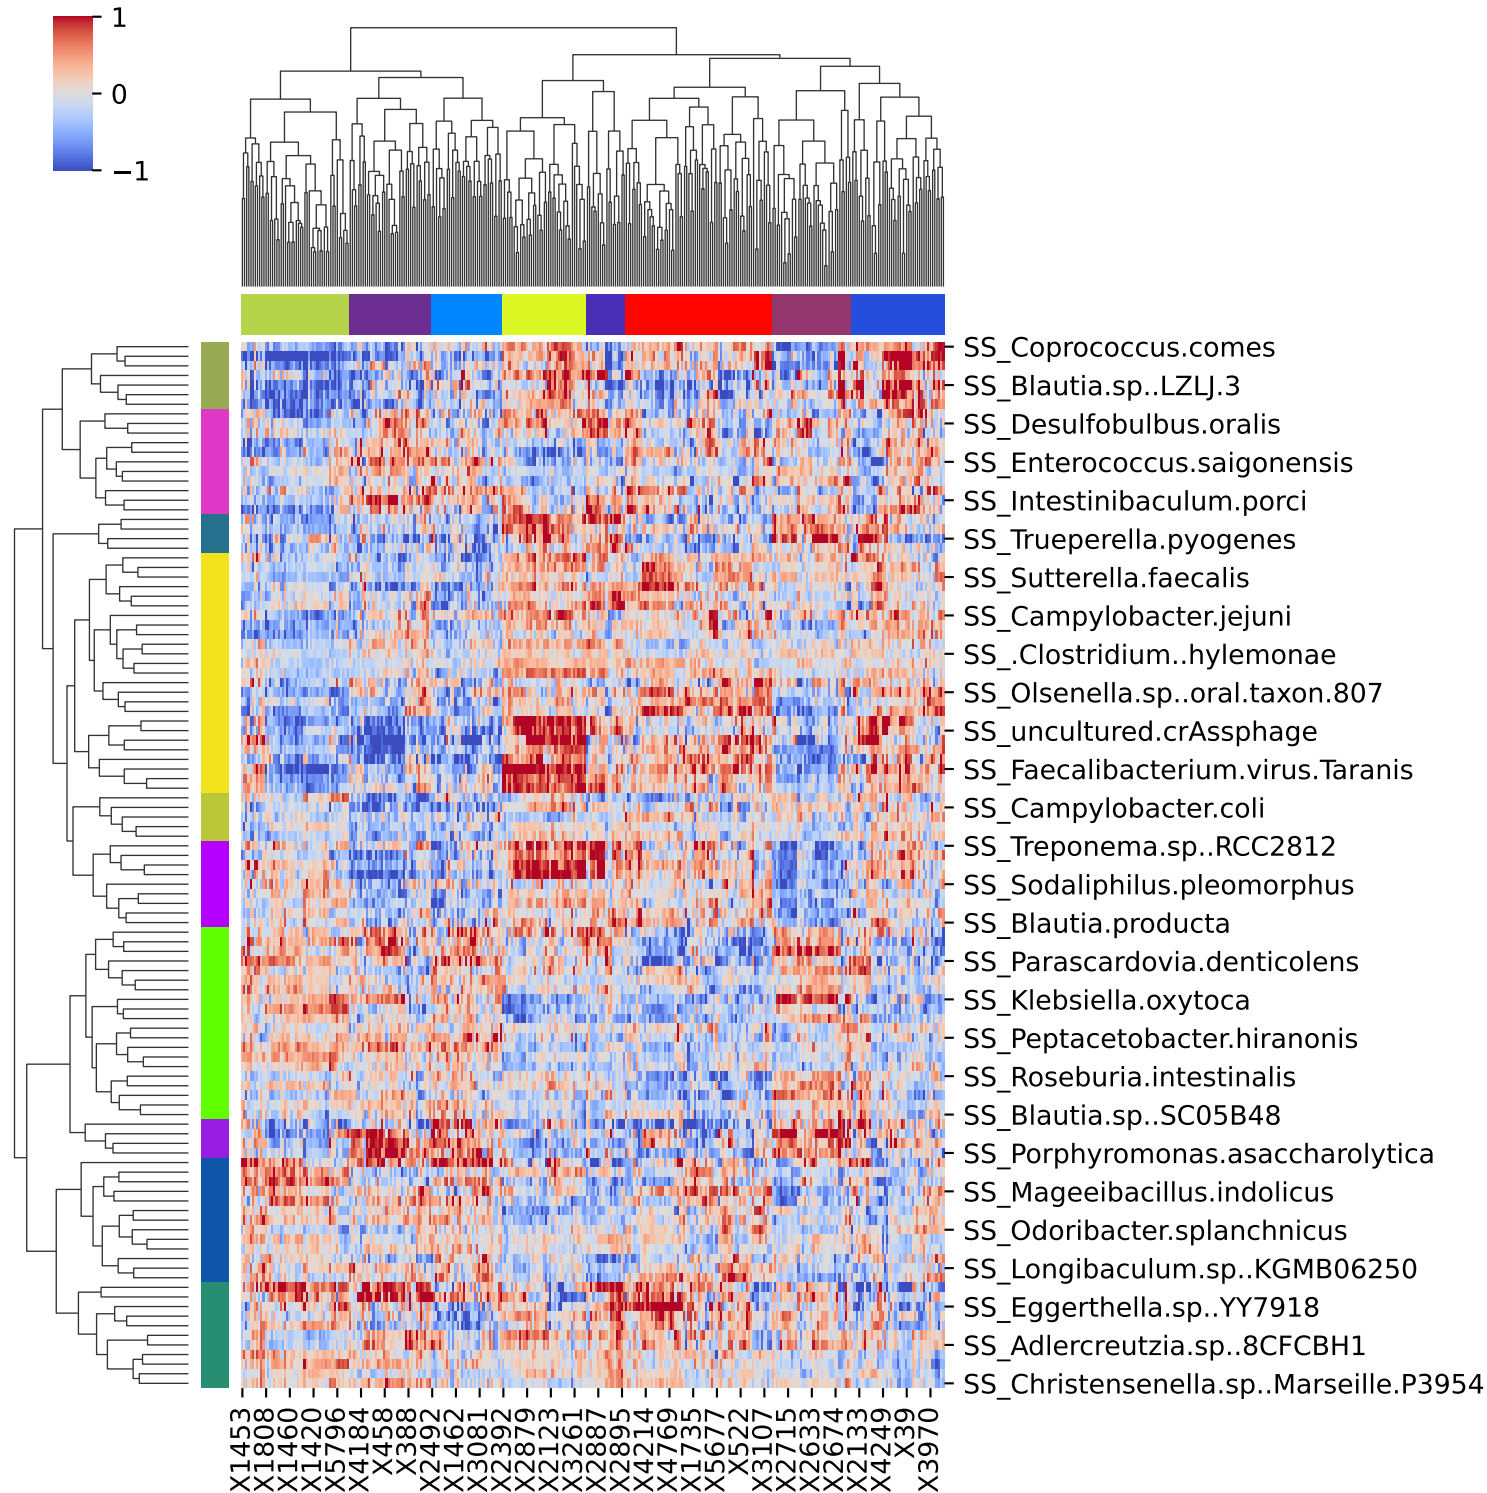 1
0
−1
SS_Coprococcus.comes
SS_Blautia.sp..LZLJ.3
SS_Desulfobulbus.oralis
SS_Enterococcus.saigonensis
SS_Intestinibaculum.porci
SS_Trueperella.pyogenes
SS_Sutterella.faecalis
SS_Campylobacter.jejuni
SS_.Clostridium..hylemonae
SS_Olsenella.sp..oral.taxon.807
SS_uncultured.crAssphage
SS_Faecalibacterium.virus.Taranis
SS_Campylobacter.coli
SS_Treponema.sp..RCC2812
SS_Sodaliphilus.pleomorphus
SS_Blautia.producta
SS_Parascardovia.denticolens
SS_Klebsiella.oxytoca
SS_Peptacetobacter.hiranonis
SS_Roseburia.intestinalis
SS_Blautia.sp..SC05B48
SS_Porphyromonas.asaccharolytica
SS_Mageeibacillus.indolicus
SS_Odoribacter.splanchnicus
SS_Longibaculum.sp..KGMB06250
SS_Eggerthella.sp..YY7918
SS_Adlercreutzia.sp..8CFCBH1
SS_Christensenella.sp..Marseille.P3954
X1453
X1808
X1460
X1420
X5796
X4184
X458
X388
X2492
X1462
X3081
X2392
X2879
X2123
X3261
X2887
X2895
X4214
X4769
X1735
X5677
X522
X3107
X2715
X2633
X2674
X2133
X4249
X39
X3970